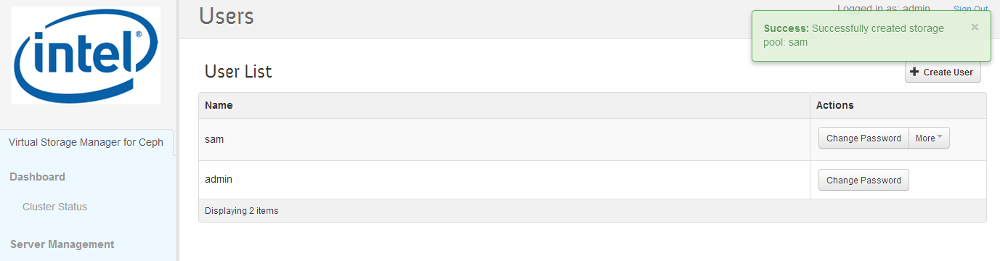 Users
Logged in as: admin
Sign Out
Success: Successfully created storage
pool: sam
×
intel®
User List
Create User
Name
Actions
sam
Change Password
More
Virtual Storage Manager for Ceph
Dashboard
admin
Change Password
Cluster Status
Displaying 2 items
Server Management